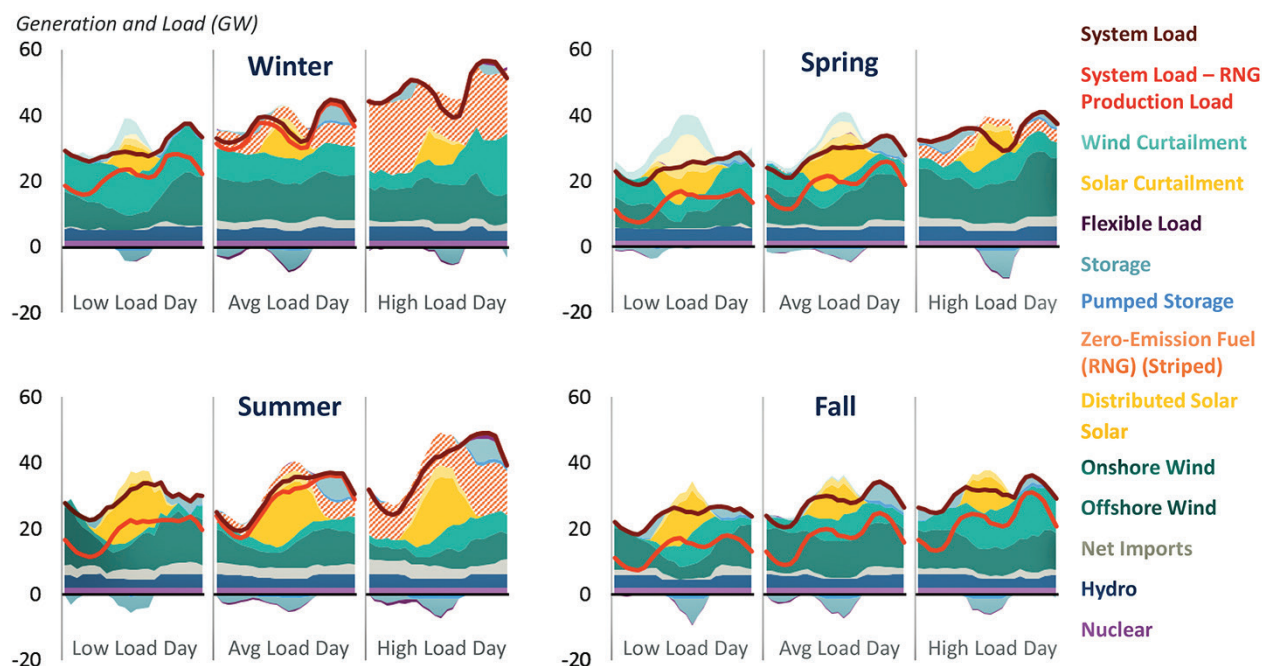 Generation and Load (GW)
60
40
20
0
-20
Winter
Low Load Day
Avg Load Day
High Load Day
60
40
20
0
-20
Spring
Low Load Day
Avg Load Day
High Load Day
60
40
20
0
-20
Summer
Low Load Day
Avg Load Day
High Load Day
60
40
20
0
-20
Fall
Low Load Day
Avg Load Day
High Load Day
System Load
System Load – RNG
Production Load
Wind Curtailment
Solar Curtailment
Flexible Load
Storage
Pumped Storage
Zero-Emission Fuel
(RNG) (Striped)
Distributed Solar
Solar
Onshore Wind
Offshore Wind
Net Imports
Hydro
Nuclear